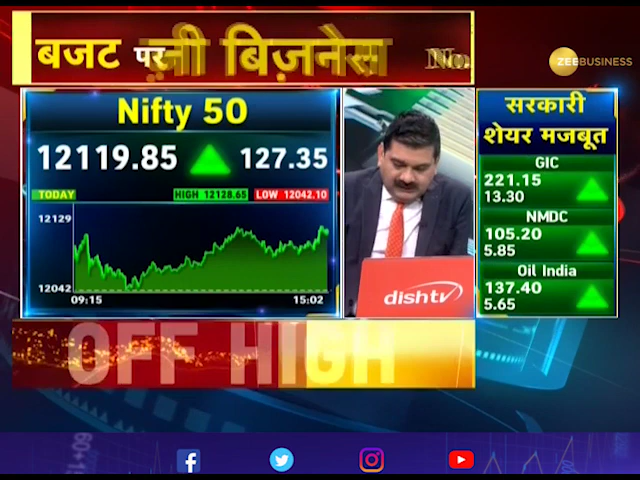 बजट पर ज़ी बिज़नेस No.
ZEEBUSINESS
Nifty 50
12119.85 127.35
TODAY HIGH 12128.65 LOW 12042.10
12129
12042
09:15 15:02
dishtv
सरकारी
शेयर मजबूत
GIC
221.15
13.30
NMDC
105.20
5.85
Oil India
137.40
5.65
OFF HIGH